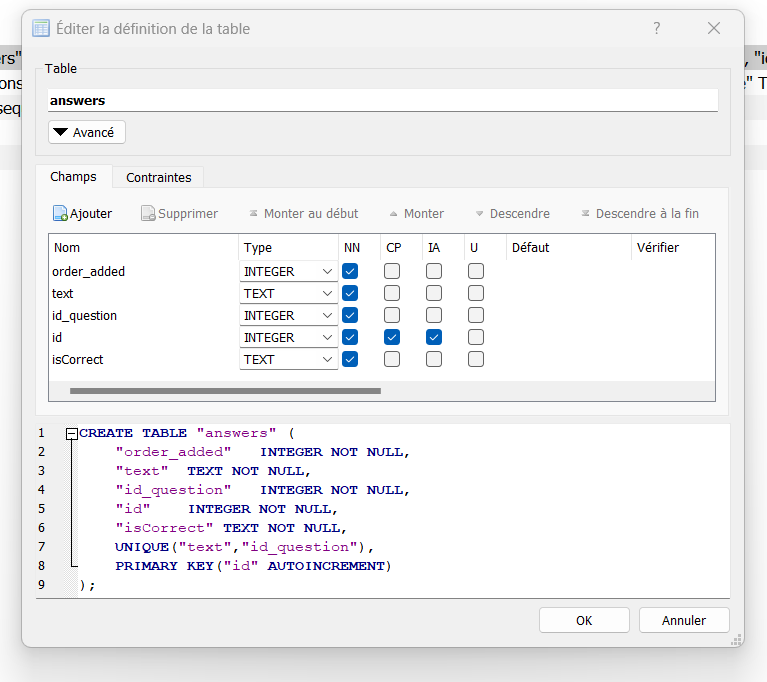 Éditer la définition de la table ?
Table
answers
Avancé
Champs Contraintes
Ajouter Supprimer Monter au début Monter Descendre Descendre à la fin
Nom Type NN CP IA U Défaut Vérifier
order_added INTEGER
text TEXT
id_question INTEGER
id INTEGER
isCorrect TEXT
1 CREATE TABLE "answers" (
2 "order_added" INTEGER NOT NULL,
3 "text" TEXT NOT NULL,
4 "id_question" INTEGER NOT NULL,
5 "id" INTEGER NOT NULL,
6 "isCorrect" TEXT NOT NULL,
7 UNIQUE("text","id_question"),
8 PRIMARY KEY("id" AUTOINCREMENT)
9 );
OK Annuler